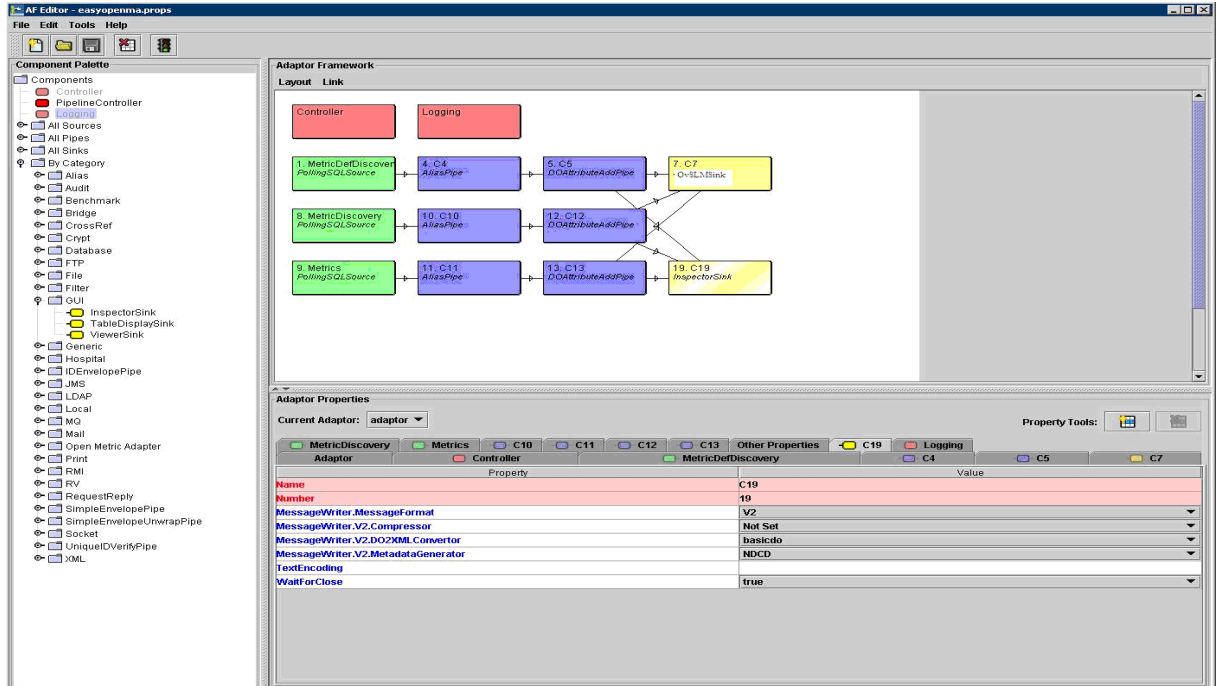 AF Editor - easyopenma.props
File Edit Tools Help
Component Palette
Components
Controller
PipelineController
Logging
All Sources
All Pipes
All Sinks
By Category
Alias
Audit
Benchmark
Bridge
CrossRef
Crypt
Database
FTP
File
Filter
GUI
InspectorSink
TableDisplaySink
ViewerSink
Generic
Hospital
IDEnvelopePipe
JMS
LDAP
Local
MQ
Mail
Open Metric Adapter
Print
RMI
RV
RequestReply
SimpleEnvelopePipe
SimpleEnvelopeUnwrapPipe
Socket
UniqueIDVerifyPipe
XML
Adaptor Framework
Layout Link
Controller
Logging
1. MetricDefDiscover
PollingSQLSource
4. C4
AliasPipe
5. C5
DOAttributeAddPipe
7. C7
OvSLMSink
8. MetricDiscovery
PollingSQLSource
10. C10
AliasPipe
12. C12
DOAttributeAddPipe
9. Metrics
PollingSQLSource
11. C11
AliasPipe
13. C13
DOAttributeAddPipe
19. C19
InspectorSink
Adaptor Properties
Current Adaptor: adaptor
Property Tools:
MetricDiscovery Metrics C10 C11 C12 C13 Other Properties C19 Logging
Adaptor Controller MetricDefDiscovery C4 C5 C7
Property Value
Name C19
Number 19
MessageWriter.MessageFormat V2
MessageWriter.V2.Compressor Not Set
MessageWriter.V2.DO2XMLConvertor basicdo
MessageWriter.V2.MetadataGenerator NDCD
TextEncoding
WaitForClose true